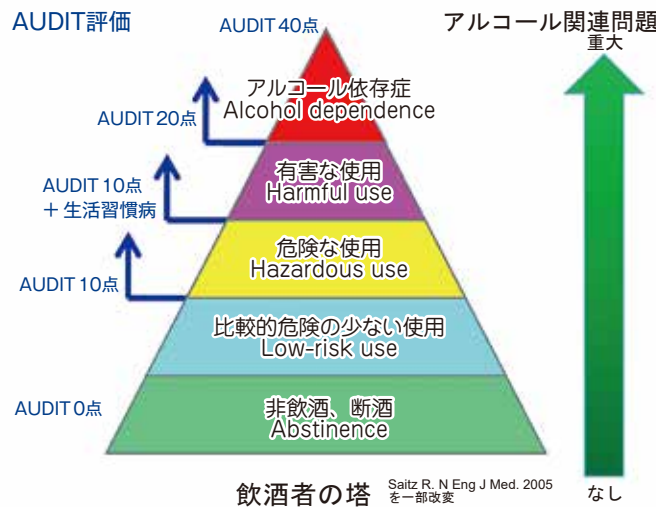 AUDIT評価
AUDIT 40点
アルコール関連問題
重大
アルコール依存症
Alcohol dependence
AUDIT 20点
有害な使用
Harmful use
AUDIT 10点
+ 生活習慣病
危険な使用
Hazardous use
AUDIT 10点
比較的危険の少ない使用
Low-risk use
AUDIT 0点
非飲酒、断酒
Abstinence
飲酒者の塔
Saitz R. N Eng J Med. 2005
を一部改変
なし